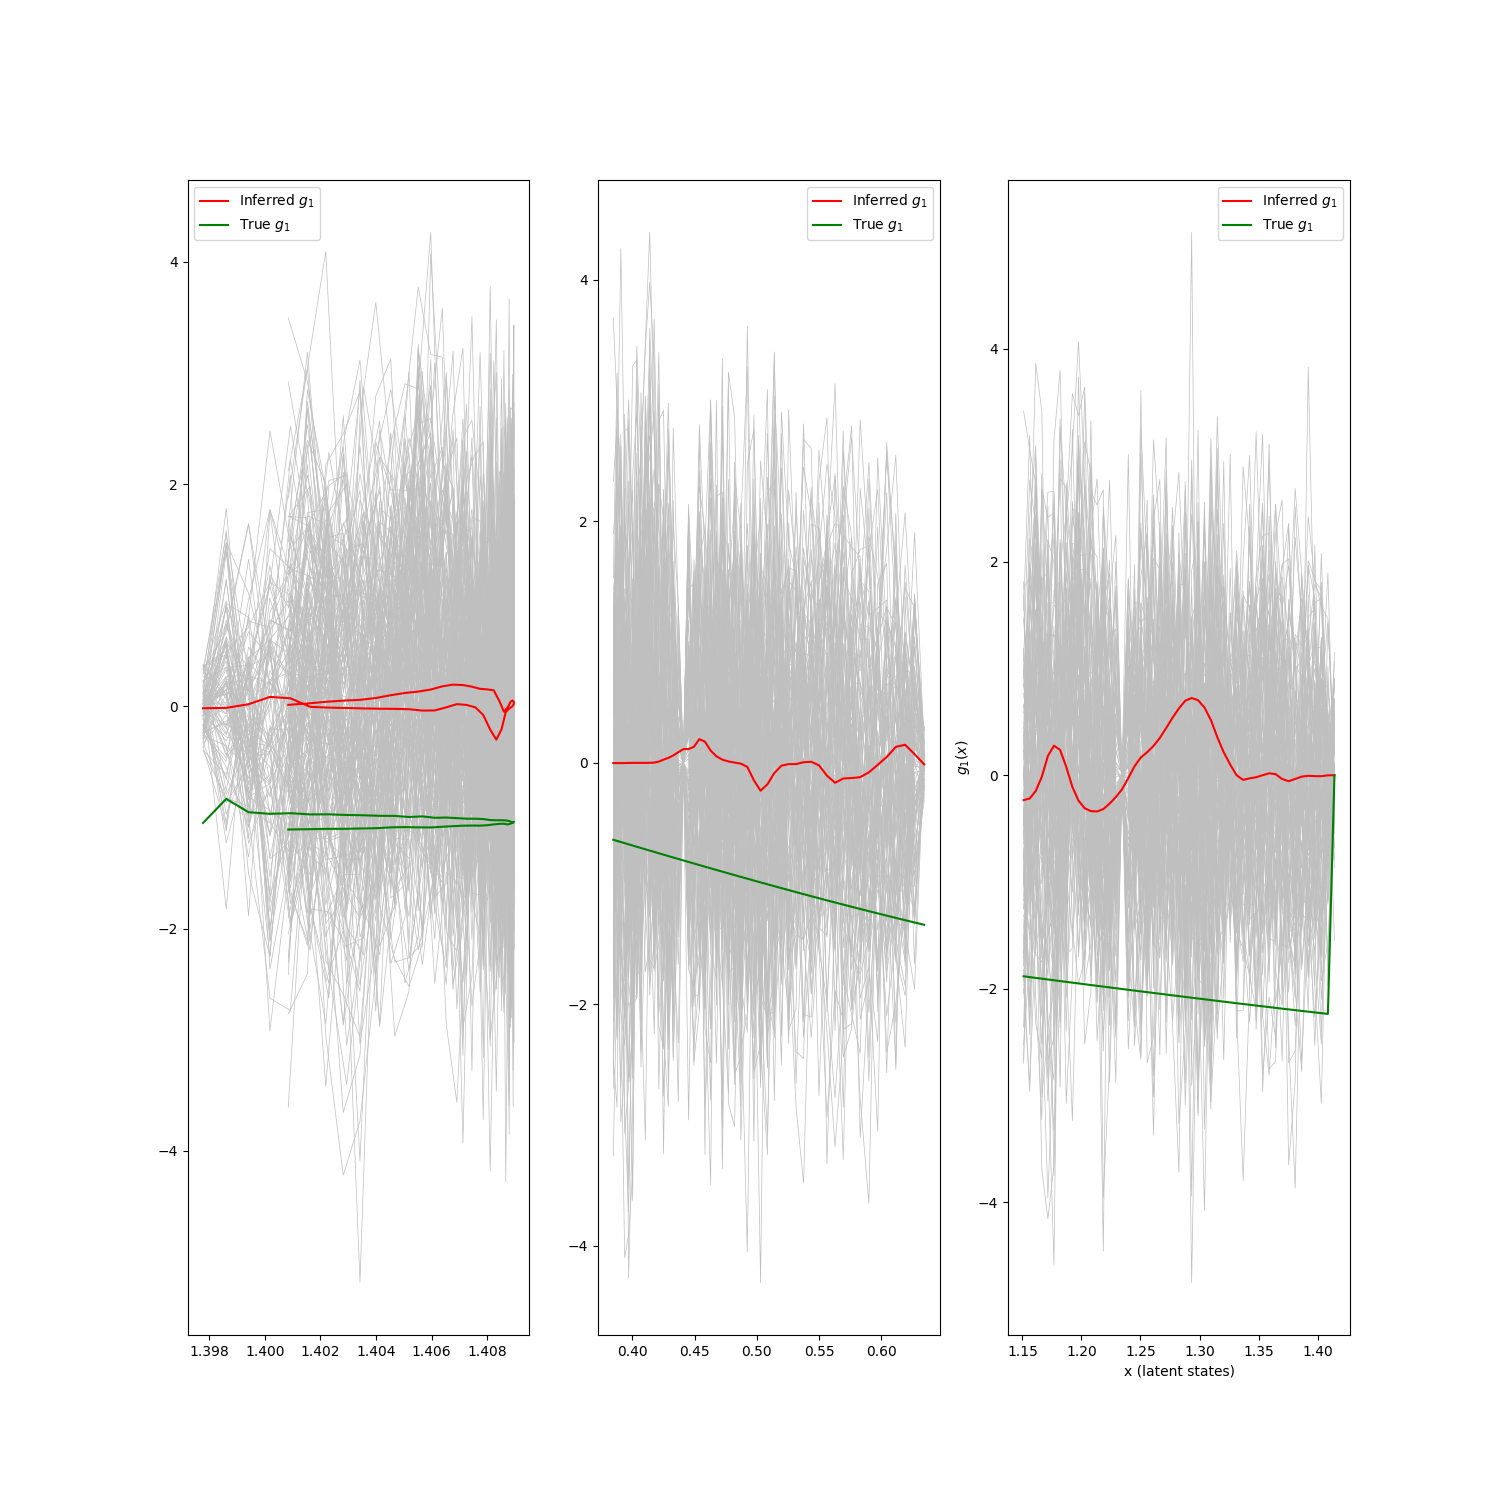 Inferred g₁
True g₁
4
2
0
−2
−4
1.398 1.400 1.402 1.404 1.406 1.408
Inferred g₁
True g₁
4
2
0
−2
−4
0.40 0.45 0.50 0.55 0.60
Inferred g₁
True g₁
g₁(x)
4
2
0
−2
−4
1.15 1.20 1.25 1.30 1.35 1.40
x (latent states)